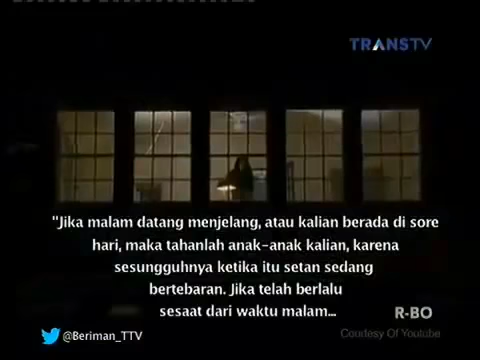 TRANSTV
"Jika malam datang menjelang, atau kalian berada di sore
hari, maka tahanlah anak-anak kalian, karena
sesungguhnya ketika itu setan sedang
bertebaran. Jika telah berlalu
sesaat dari waktu malam...
R-BO
Courtesy Of Youtube
@Beriman_TTV